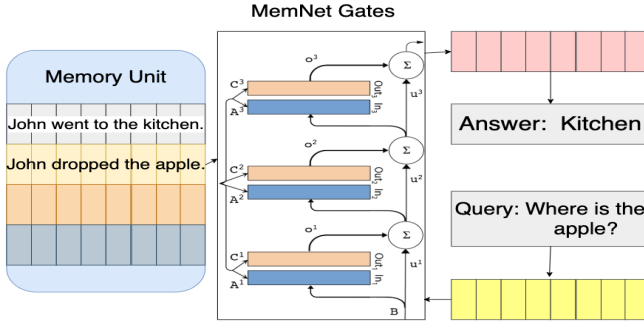 MemNet Gates
Memory Unit
John went to the kitchen.
John dropped the apple.
o³
C³
A³
Out₃
In₃
Σ
u³
o²
C²
A²
Out₂
In₂
Σ
u²
o¹
C¹
A¹
Out₁
In₁
Σ
u¹
B
Answer: Kitchen
Query: Where is the
apple?